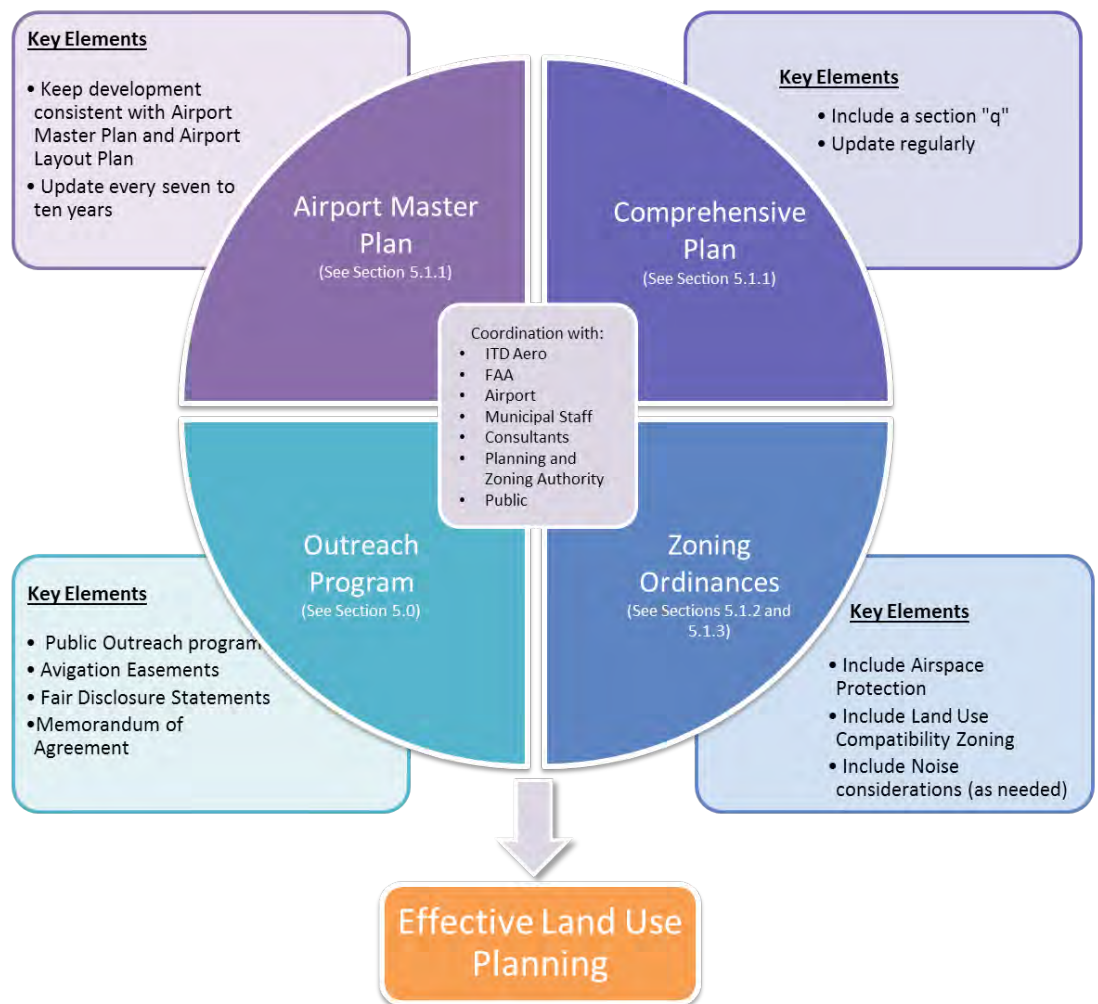 Key Elements
• Keep development
consistent with Airport
Master Plan and Airport
Layout Plan
• Update every seven to
ten years
Airport Master
Plan
(See Section 5.1.1)
Key Elements
• Include a section "q"
• Update regularly
Comprehensive
Plan
(See Section 5.1.1)
Coordination with:
• ITD Aero
• FAA
• Airport
• Municipal Staff
• Consultants
• Planning and
Zoning Authority
• Public
Outreach
Program
(See Section 5.0)
Key Elements
• Public Outreach program
• Avigation Easements
• Fair Disclosure Statements
•Memorandum of
Agreement
Zoning
Ordinances
(See Sections 5.1.2 and
5.1.3)
Key Elements
• Include Airspace
Protection
• Include Land Use
Compatibility Zoning
• Include Noise
considerations (as needed)
Effective Land Use
Planning